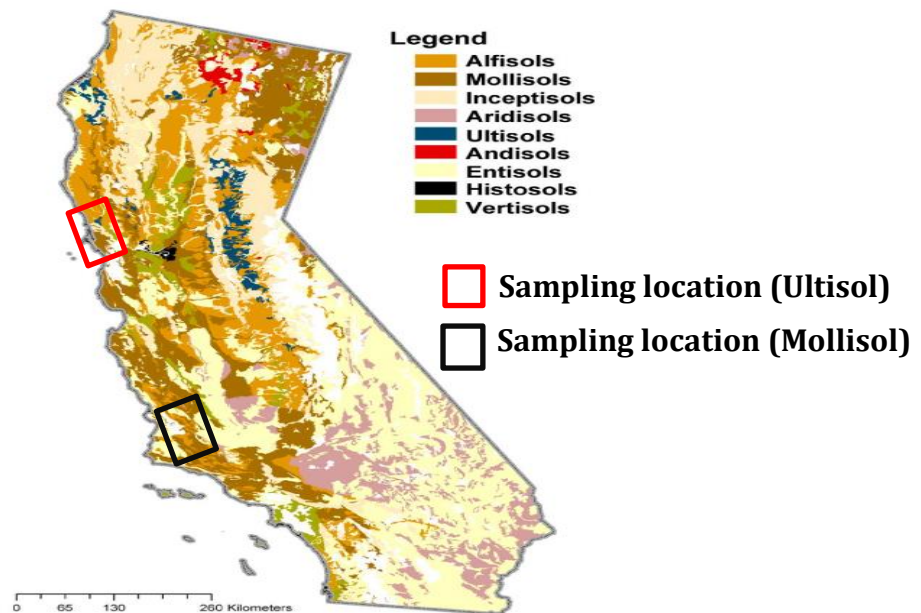 Legend
Alfisols
Mollisols
Inceptisols
Aridisols
Ultisols
Andisols
Entisols
Histosols
Vertisols
Sampling location (Ultisol)
Sampling location (Mollisol)
0 65 130 260 Kilometers